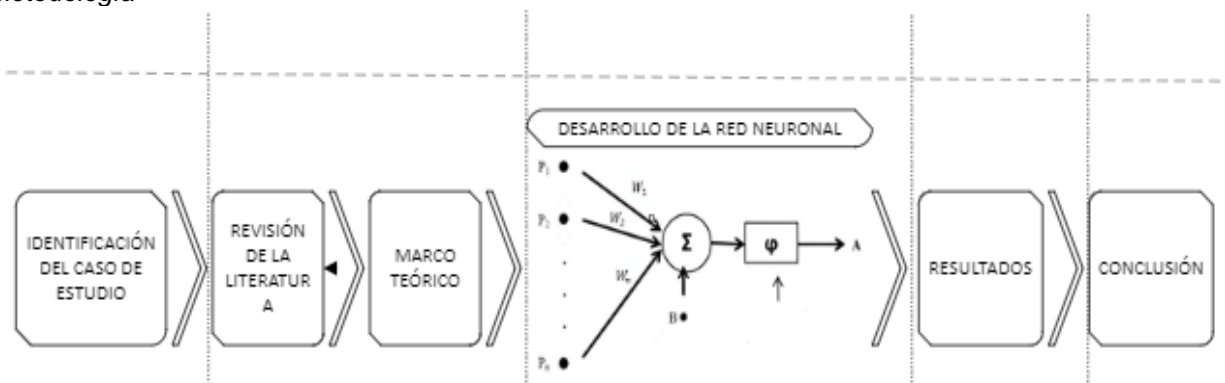 Metodología
DESARROLLO DE LA RED NEURONAL
IDENTIFICACIÓN
DEL CASO DE
ESTUDIO
REVISIÓN
DE LA
LITERATUR
A
MARCO
TEÓRICO
P1
W2
P2
W2
Σ
φ
A
Wn
B
Pn
RESULTADOS
CONCLUSIÓN